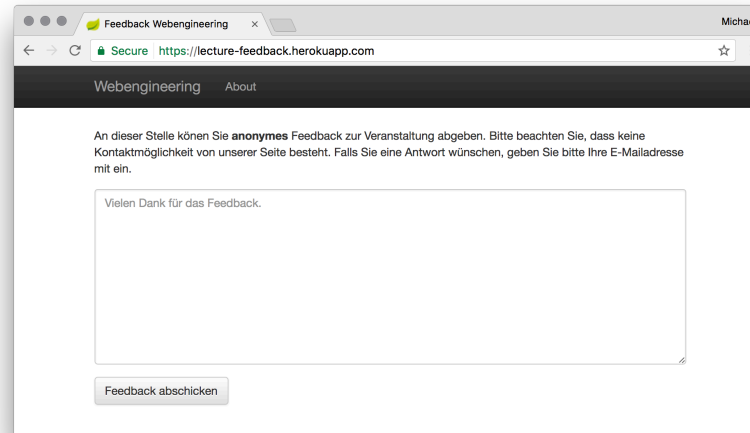 Feedback Webengineering
Secure https://lecture-feedback.herokuapp.com
Webengineering About
An dieser Stelle könen Sie anonymes Feedback zur Veranstaltung abgeben. Bitte beachten Sie, dass keine
Kontaktmöglichkeit von unserer Seite besteht. Falls Sie eine Antwort wünschen, geben Sie bitte Ihre E-Mailadresse
mit ein.
Vielen Dank für das Feedback.
Feedback abschicken